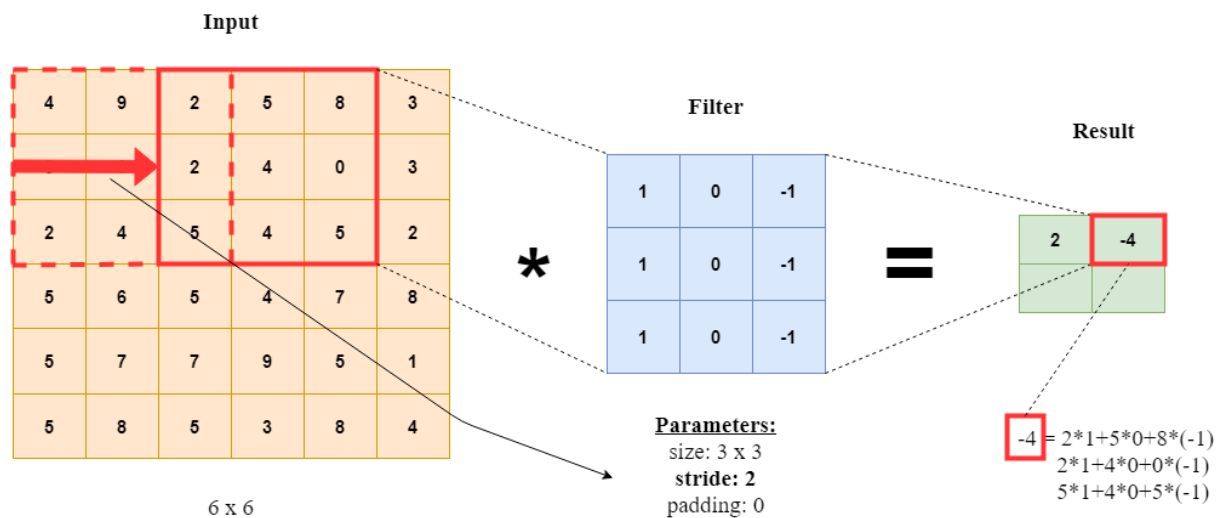 Input
4 9 2 5 8 3
2 4 0 3
2 4 5 4 5 2
5 6 5 4 7 8
5 7 7 9 5 1
5 8 5 3 8 4
6 x 6
*
Filter
1 0 -1
1 0 -1
1 0 -1
Parameters:
size: 3 x 3
stride: 2
padding: 0
=
Result
2 -4
-4 = 2*1+5*0+8*(-1)
2*1+4*0+0*(-1)
5*1+4*0+5*(-1)